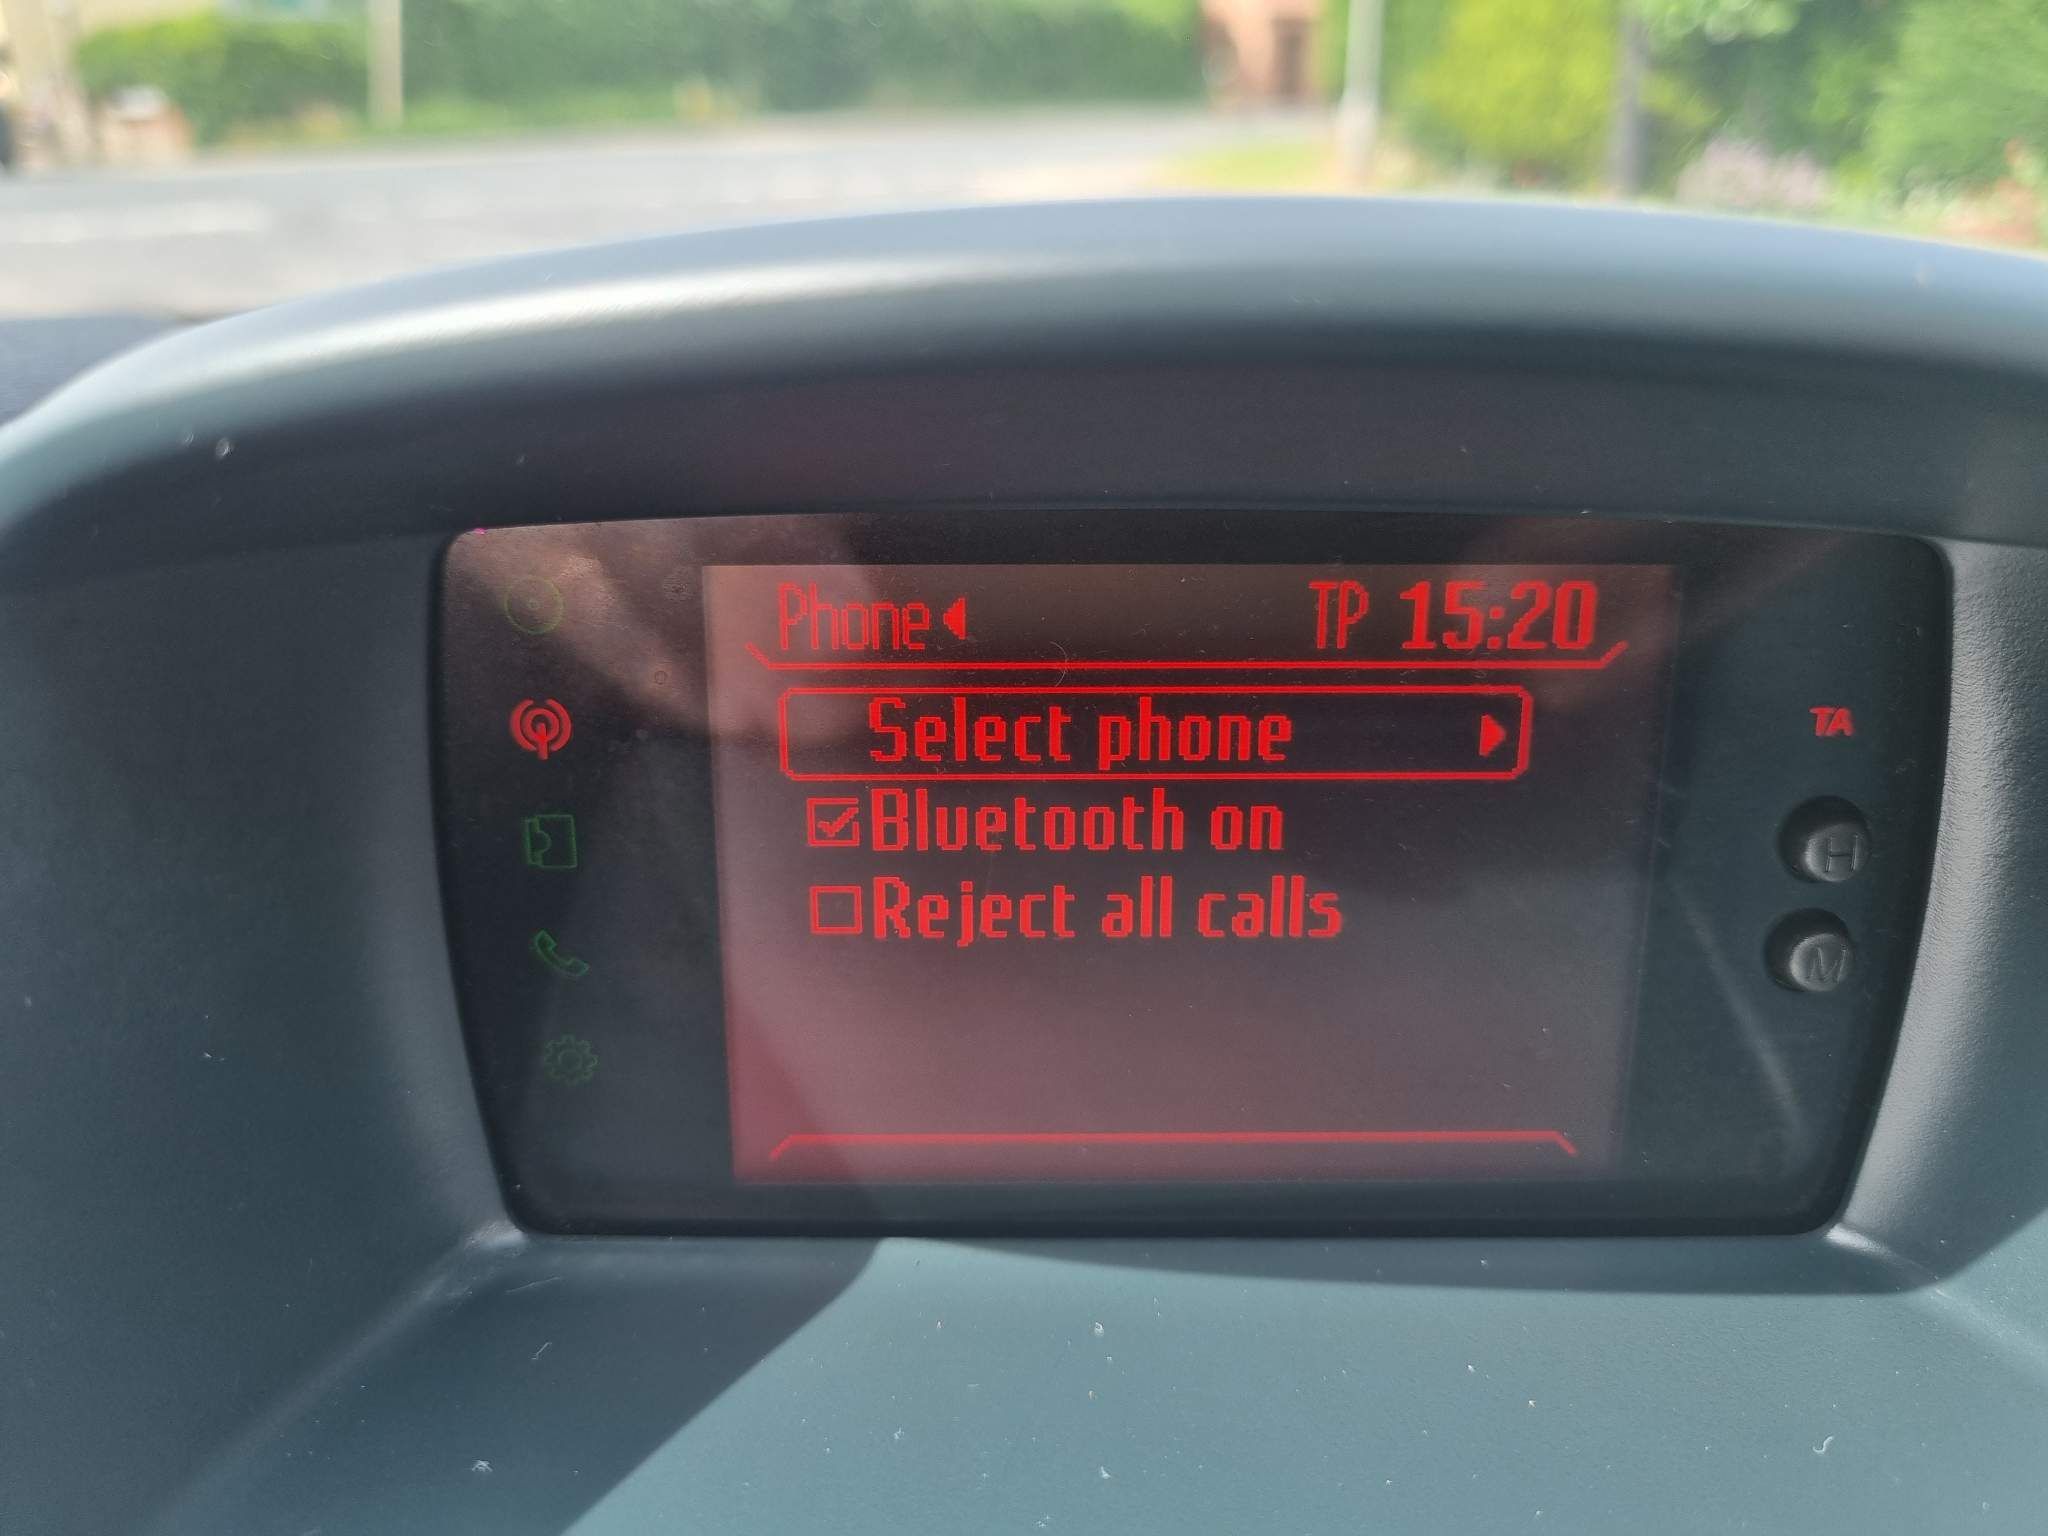 Phone
TP 15:20
Select phone
Bluetooth on
Reject all calls
TA
H
M